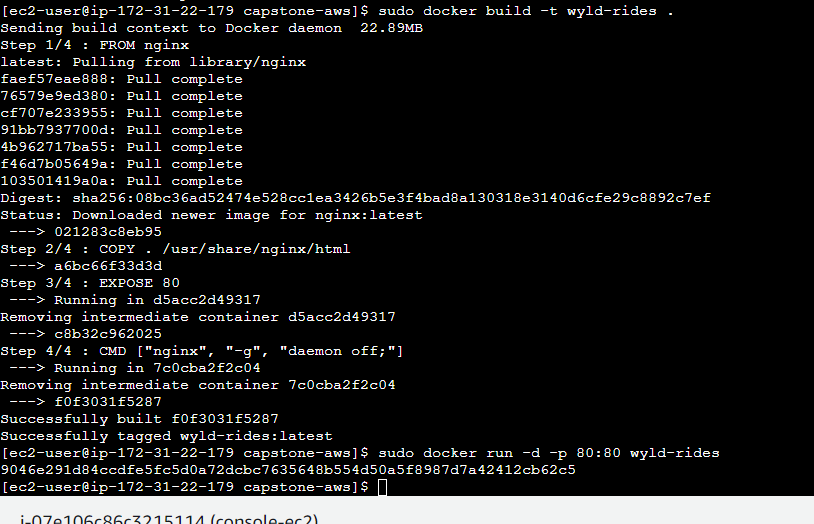 [ec2-user@ip-172-31-22-179 capstone-aws]$ sudo docker build -t wyld-rides .
Sending build context to Docker daemon  22.89MB
Step 1/4 : FROM nginx
latest: Pulling from library/nginx
faef57eae888: Pull complete
76579e9ed380: Pull complete
cf707e233955: Pull complete
91bb7937700d: Pull complete
4b962717ba55: Pull complete
f46d7b05649a: Pull complete
103501419a0a: Pull complete
Digest: sha256:08bc36ad52474e528cc1ea3426b5e3f4bad8a130318e3140d6cfe29c8892c7ef
Status: Downloaded newer image for nginx:latest
 ---> 021283c8eb95
Step 2/4 : COPY . /usr/share/nginx/html
 ---> a6bc66f33d3d
Step 3/4 : EXPOSE 80
 ---> Running in d5acc2d49317
Removing intermediate container d5acc2d49317
 ---> c8b32c962025
Step 4/4 : CMD ["nginx", "-g", "daemon off;"]
 ---> Running in 7c0cba2f2c04
Removing intermediate container 7c0cba2f2c04
 ---> f0f3031f5287
Successfully built f0f3031f5287
Successfully tagged wyld-rides:latest
[ec2-user@ip-172-31-22-179 capstone-aws]$ sudo docker run -d -p 80:80 wyld-rides
9046e291d84ccdfe5fc5d0a72dcbc7635648b554d50a5f8987d7a42412cb62c5
[ec2-user@ip-172-31-22-179 capstone-aws]$
i-07e106c86c3215114 (console-ec2)